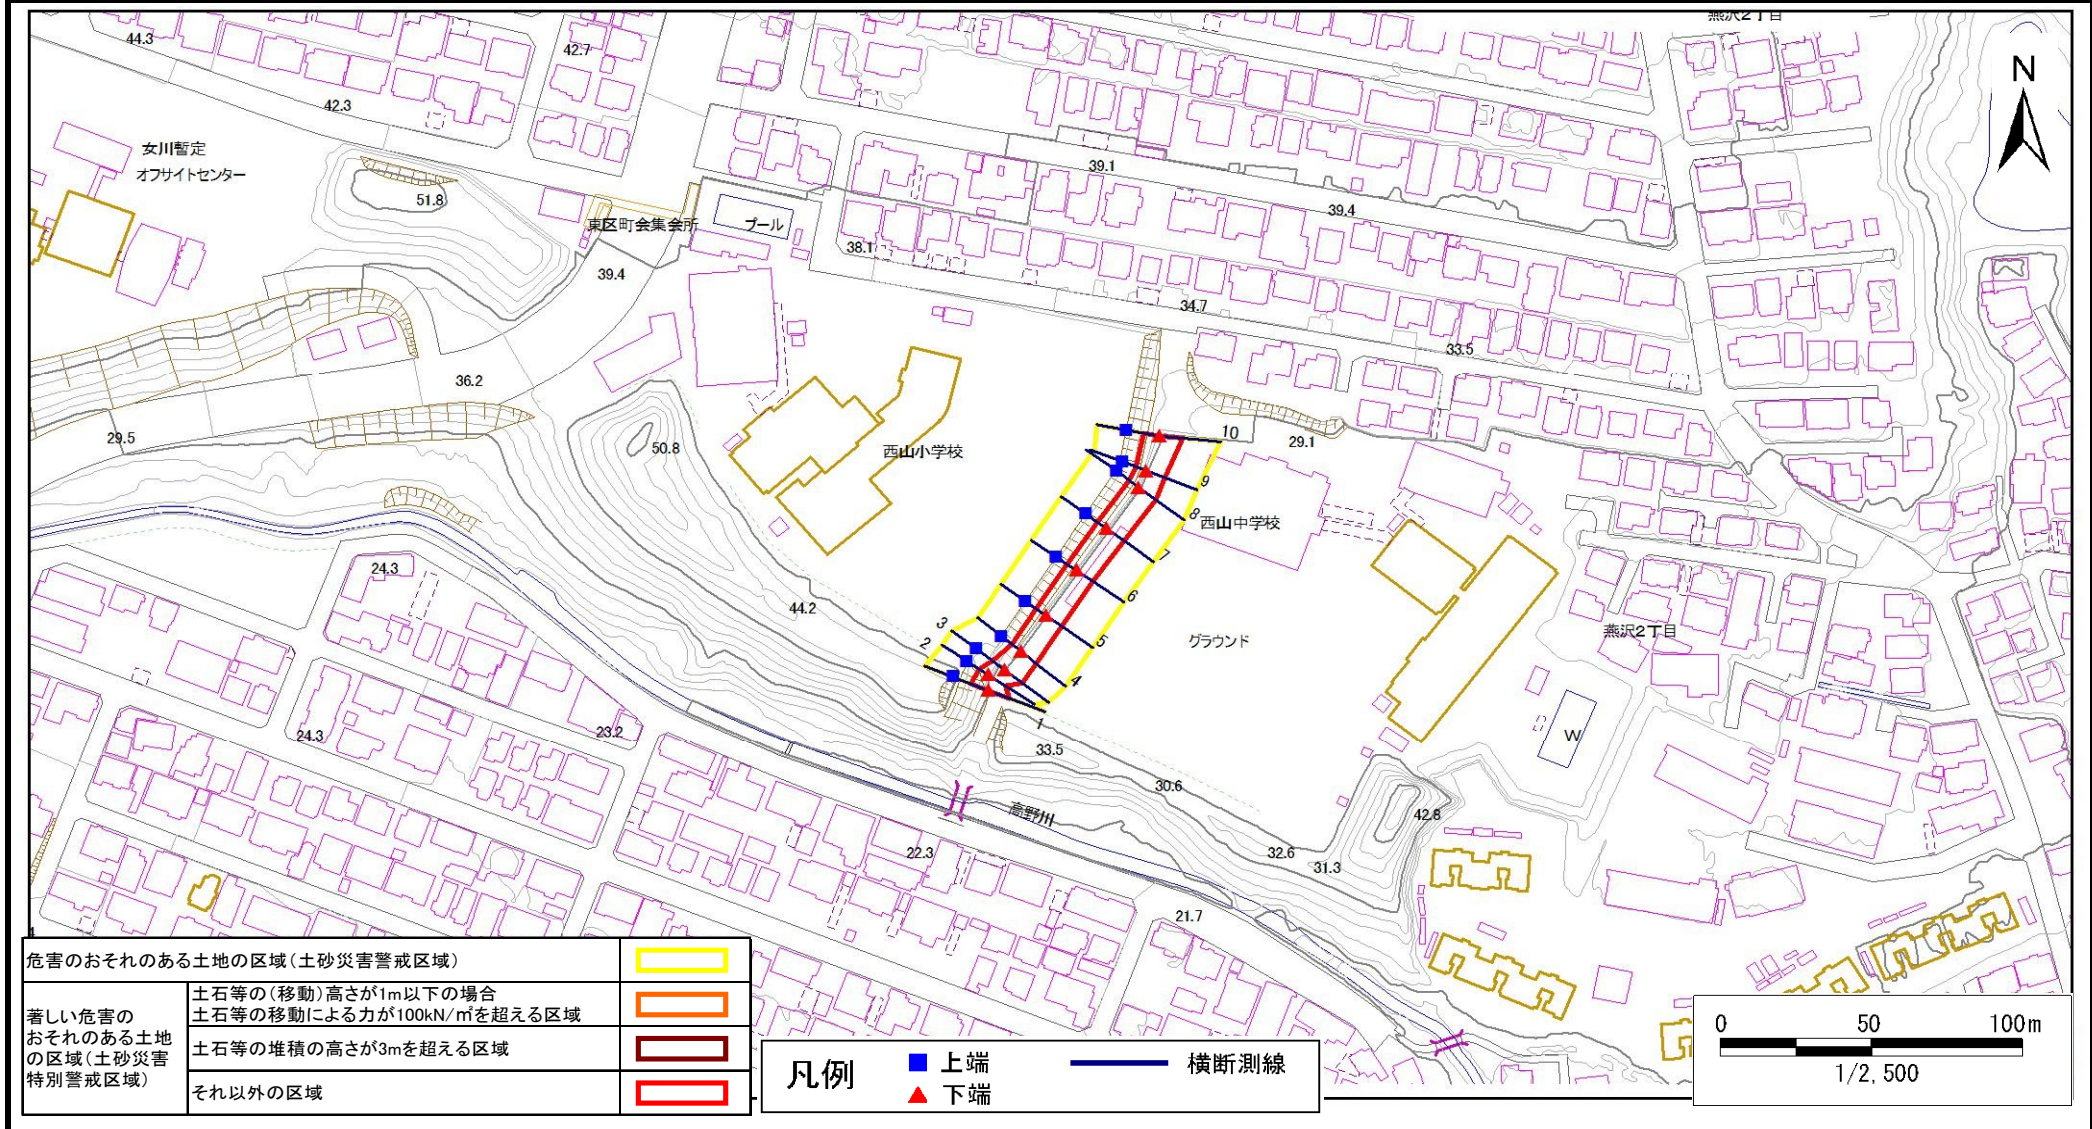 燕沢2丁目
44.3
42.7
N
42.3
女川暫定
オフサイトセンター
39.1
51.8
39.4
東区町会集会所
プール
38.1
39.4
34.7
33.5
36.2
10
29.5
29.1
50.8
西山小学校
9
8
西山中学校
7
24.3
6
44.2
3
燕沢2丁目
2
5
グラウンド
4
1
24.3
23.2
W
33.5
30.6
高野川
42.8
22.3
32.6
31.3
21.7
4
危害のおそれのある土地の区域(土砂災害警戒区域)
著しい危害の
おそれのある土地
の区域(土砂災害
特別警戒区域)
土石等の(移動)高さが1m以下の場合
土石等の移動による力が100kN/㎡を超える区域
土石等の堆積の高さが3mを超える区域
それ以外の区域
凡例
上端
下端
横断測線
0 50 100m
1/2,500